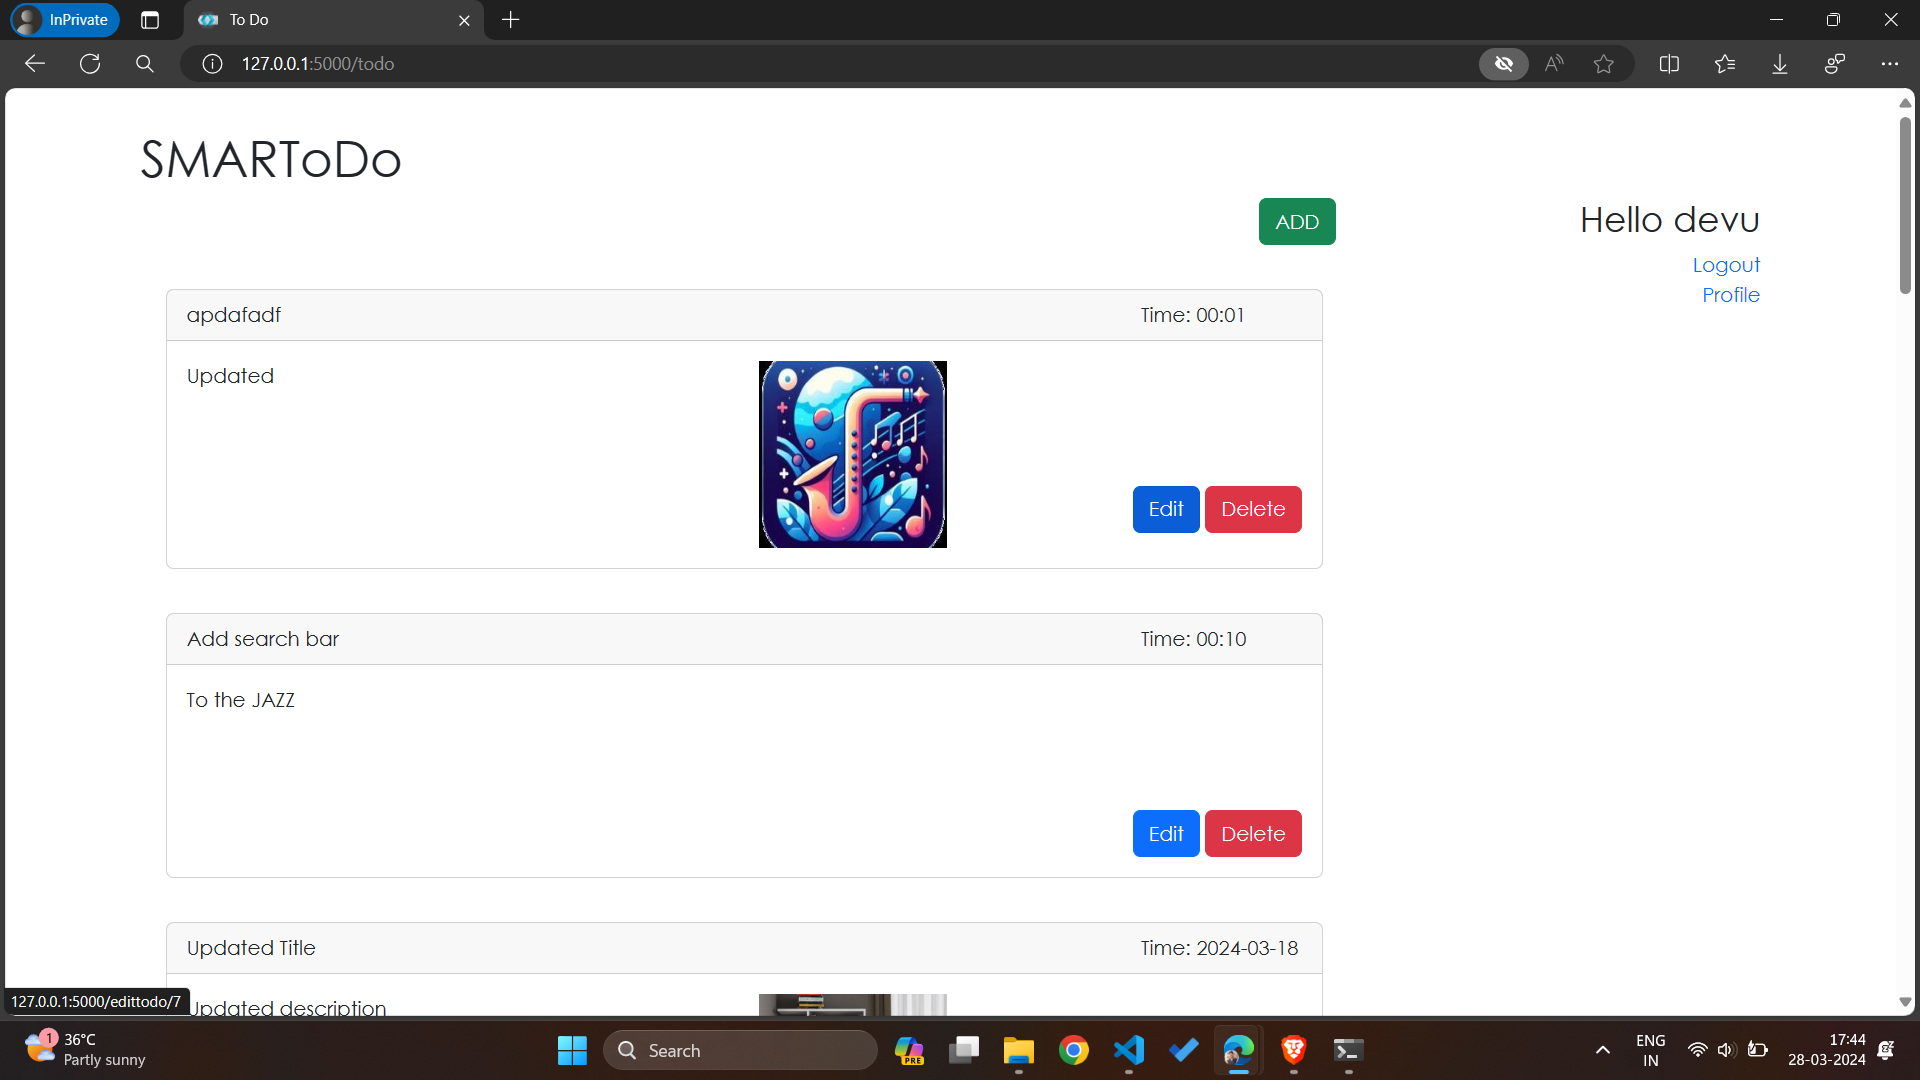 InPrivate
To Do
127.0.0.1:5000/todo
SMARToDo
ADD
Hello devu
Logout
Profile
apdafadf
Time: 00:01
Updated
Edit
Delete
Add search bar
Time: 00:10
To the JAZZ
Edit
Delete
Updated Title
Time: 2024-03-18
Updated description
127.0.0.1:5000/edittodo/7
1
36°C
Partly sunny
Search
PRE
ENG
IN
17:44
28-03-2024